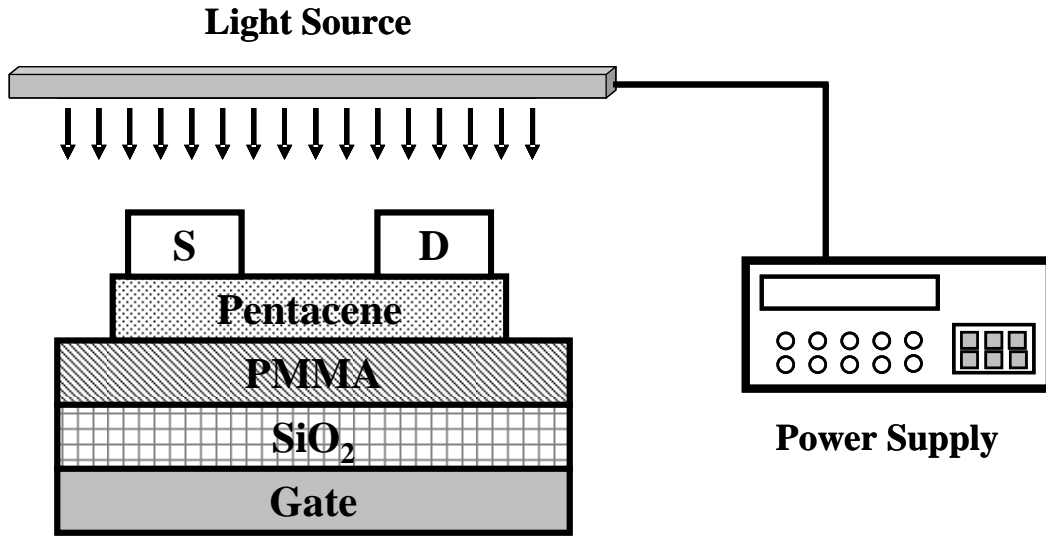 Light Source
S
D
Pentacene
PMMA
SiO₂
Gate
Power Supply